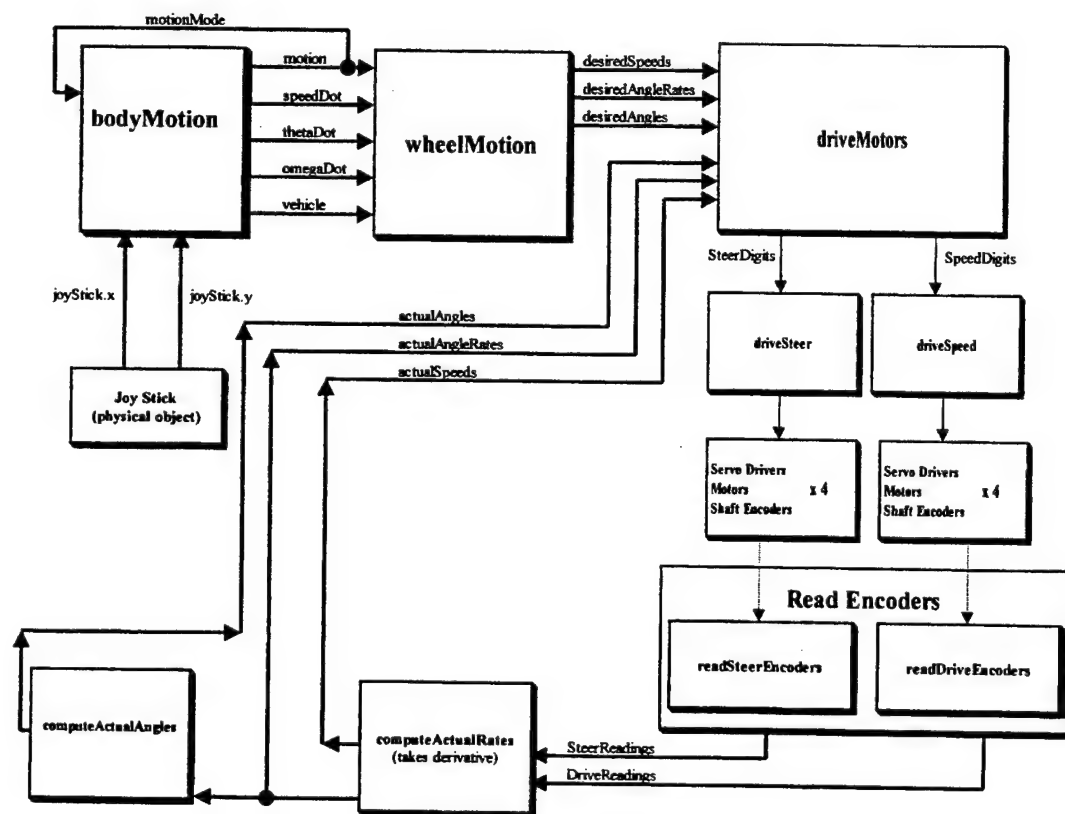 motionMode
bodyMotion
motion
speedDot
thetaDot
omegaDot
vehicle
wheelMotion
desiredSpeeds
desiredAngleRates
desiredAngles
driveMotors
joyStick.x
joyStick.y
Joy Stick
(physical object)
actualAngles
actualAngleRates
actualSpeeds
SteerDigits
SpeedDigits
driveSteer
driveSpeed
Servo Drivers
Motors x 4
Shaft Encoders
Servo Drivers
Motors x 4
Shaft Encoders
Read Encoders
readSteerEncoders
readDriveEncoders
computeActualAngles
computeActualRates
(takes derivative)
SteerReadings
DriveReadings